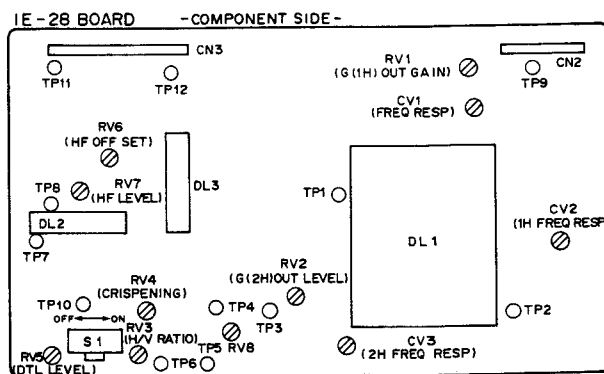 IE-28 BOARD -COMPONENT SIDE-
CN3
TP11
TP12
RV1
(G(1H) OUT GAIN)
CN2
TP9
CV1
(FREQ RESP)
RV6
(HF OFF SET)
DL3
TP8
RV7
(HF LEVEL)
DL2
TP7
TP1
DL1
CV2
(1H FREQ RESP)
RV2
(G(2H)OUT LEVEL)
RV4
(CRISPENING)
TP10
OFF ON
TP4
TP3
TP2
S1
RV3
(H/V RATIO)
RV8
RV5
(DTL LEVEL)
TP6
TP5
CV3
(2H FREQ RESP)